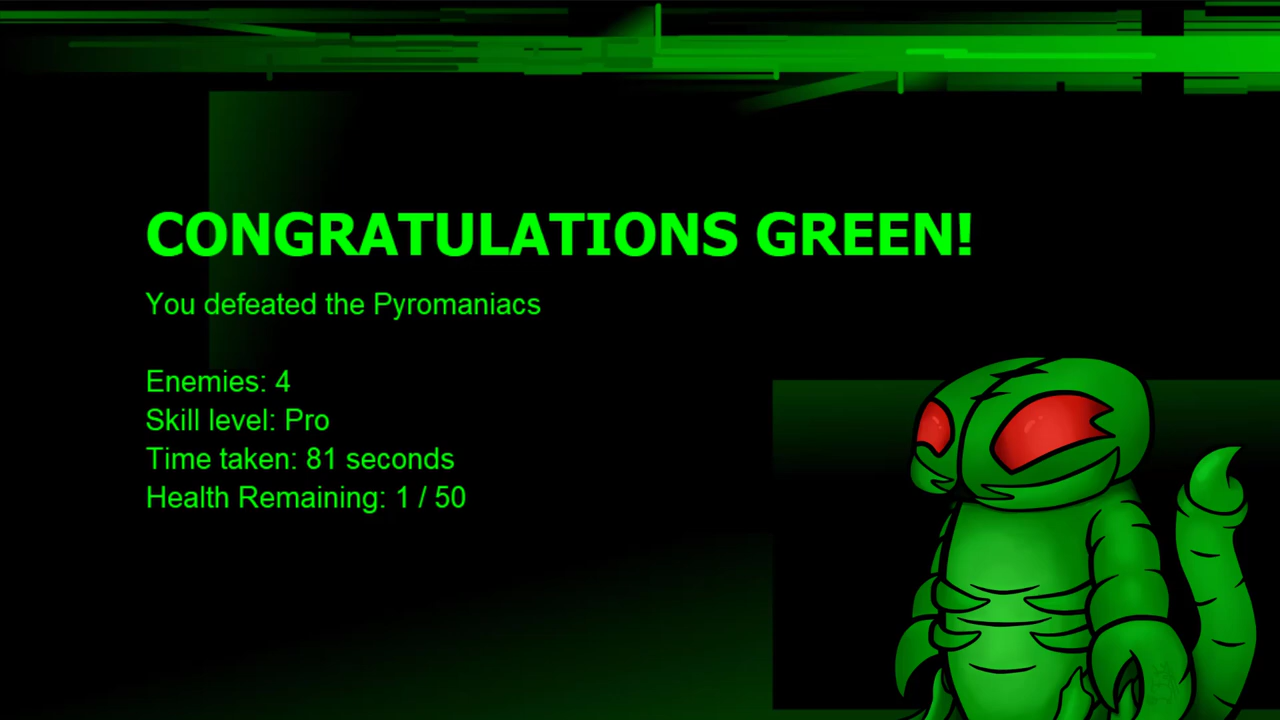 CONGRATULATIONS GREEN!
You defeated the Pyromaniacs
Enemies: 4
Skill level: Pro
Time taken: 81 seconds
Health Remaining: 1 / 50